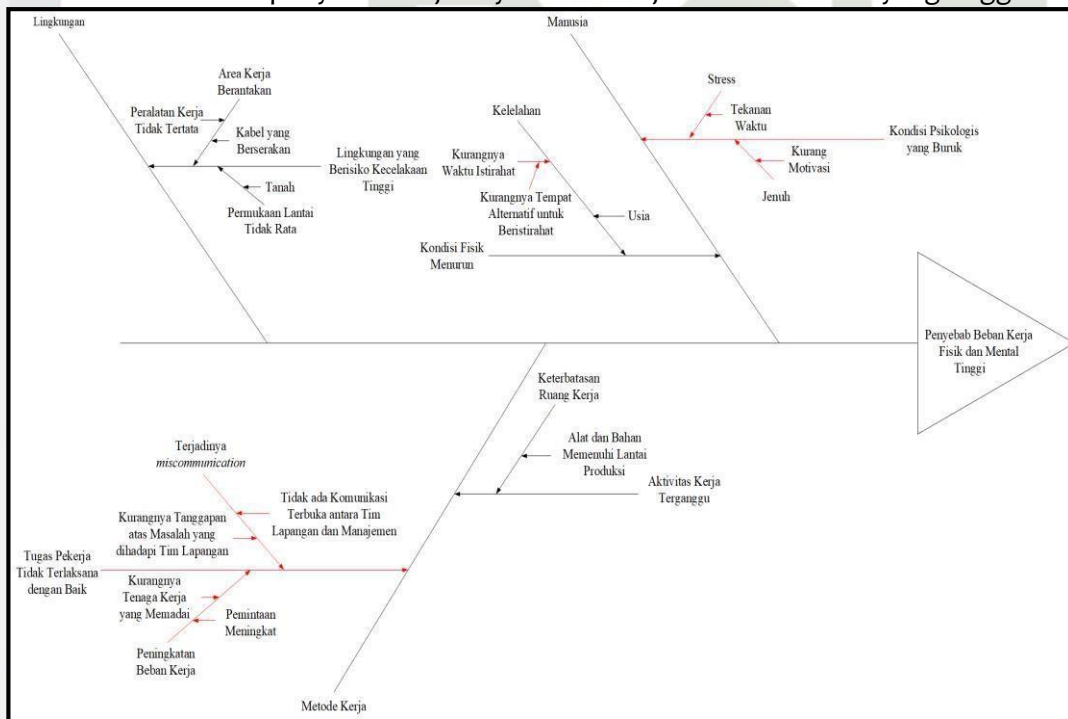 Lingkungan
Manusia
Area Kerja
Berantakan
Peralatan Kerja
Tidak Tertata
Kabel yang
Berserakan
Lingkungan yang
Berisiko Kecelakaan
Tinggi
Tanah
Permukaan Lantai
Tidak Rata
Kelelahan
Kurangnya
Waktu Istirahat
Kurangnya Tempat
Alternatif untuk
Beristirahat
Usia
Kondisi Fisik
Menurun
Stress
Tekanan
Waktu
Kondisi Psikologis
yang Buruk
Kurang
Motivasi
Jenuh
Penyebab Beban Kerja
Fisik dan Mental
Tinggi
Keterbatasan
Ruang Kerja
Alat dan Bahan
Memenuhi Lantai
Produksi
Aktivitas Kerja
Terganggu
Terjadinya
miscommunication
Tidak ada Komunikasi
Terbuka antara Tim
Lapangan dan Manajemen
Kurangnya Tanggapan
atas Masalah yang
dihadapi Tim Lapangan
Tugas Pekerja
Tidak Terlaksana
dengan Baik
Kurangnya
Tenaga Kerja
yang Memadai
Pemintaan
Meningkat
Peningkatan
Beban Kerja
Metode Kerja